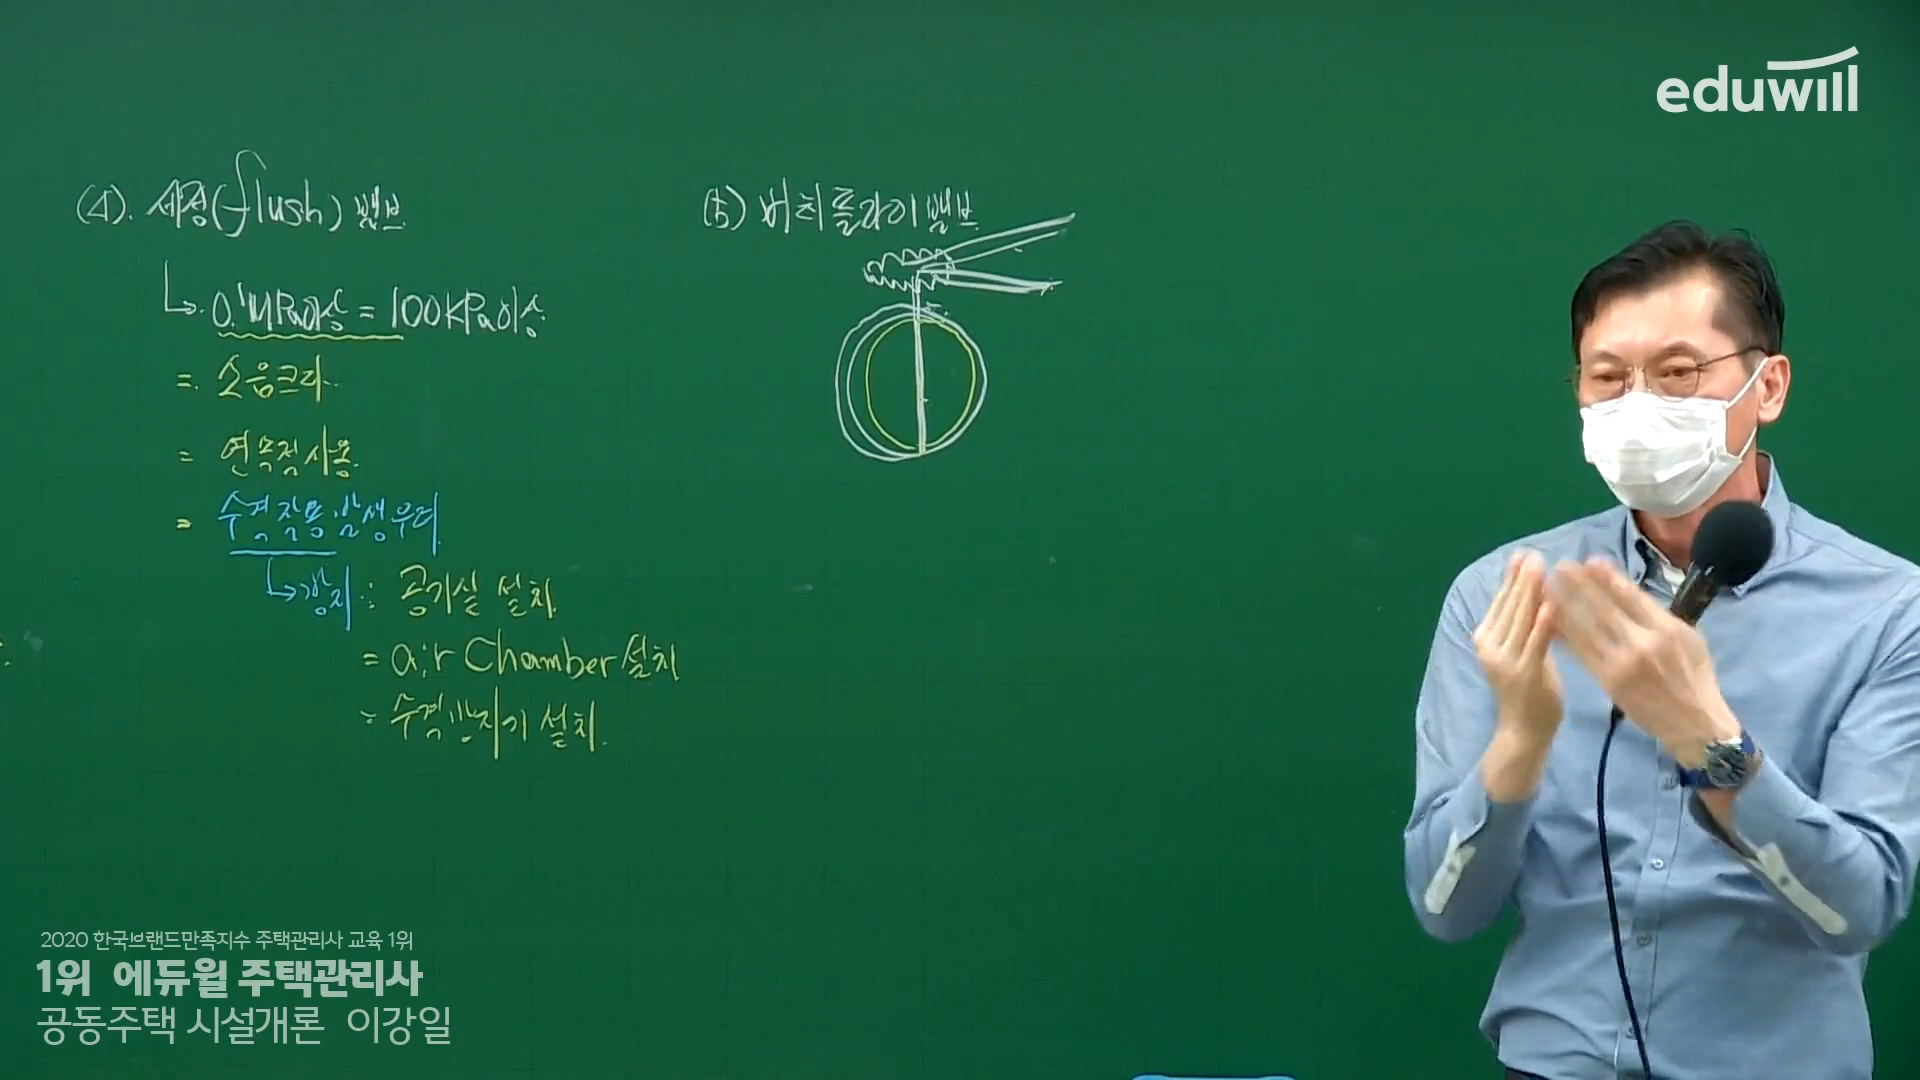 eduwill
(4). 세정(flush) 밸브
↳ 0.1MPa이상 = 100KPa이상
= 소음크다.
= 연속적사용.
= 수격작용 발생우려
↳방지 : 공기실 설치.
= air Chamber 설치
= 수격방지기 설치.
(5) 버터플라이밸브
2020 한국브랜드만족지수 주택관리사 교육 1위
1위 에듀윌 주택관리사
공동주택 시설개론 이강일